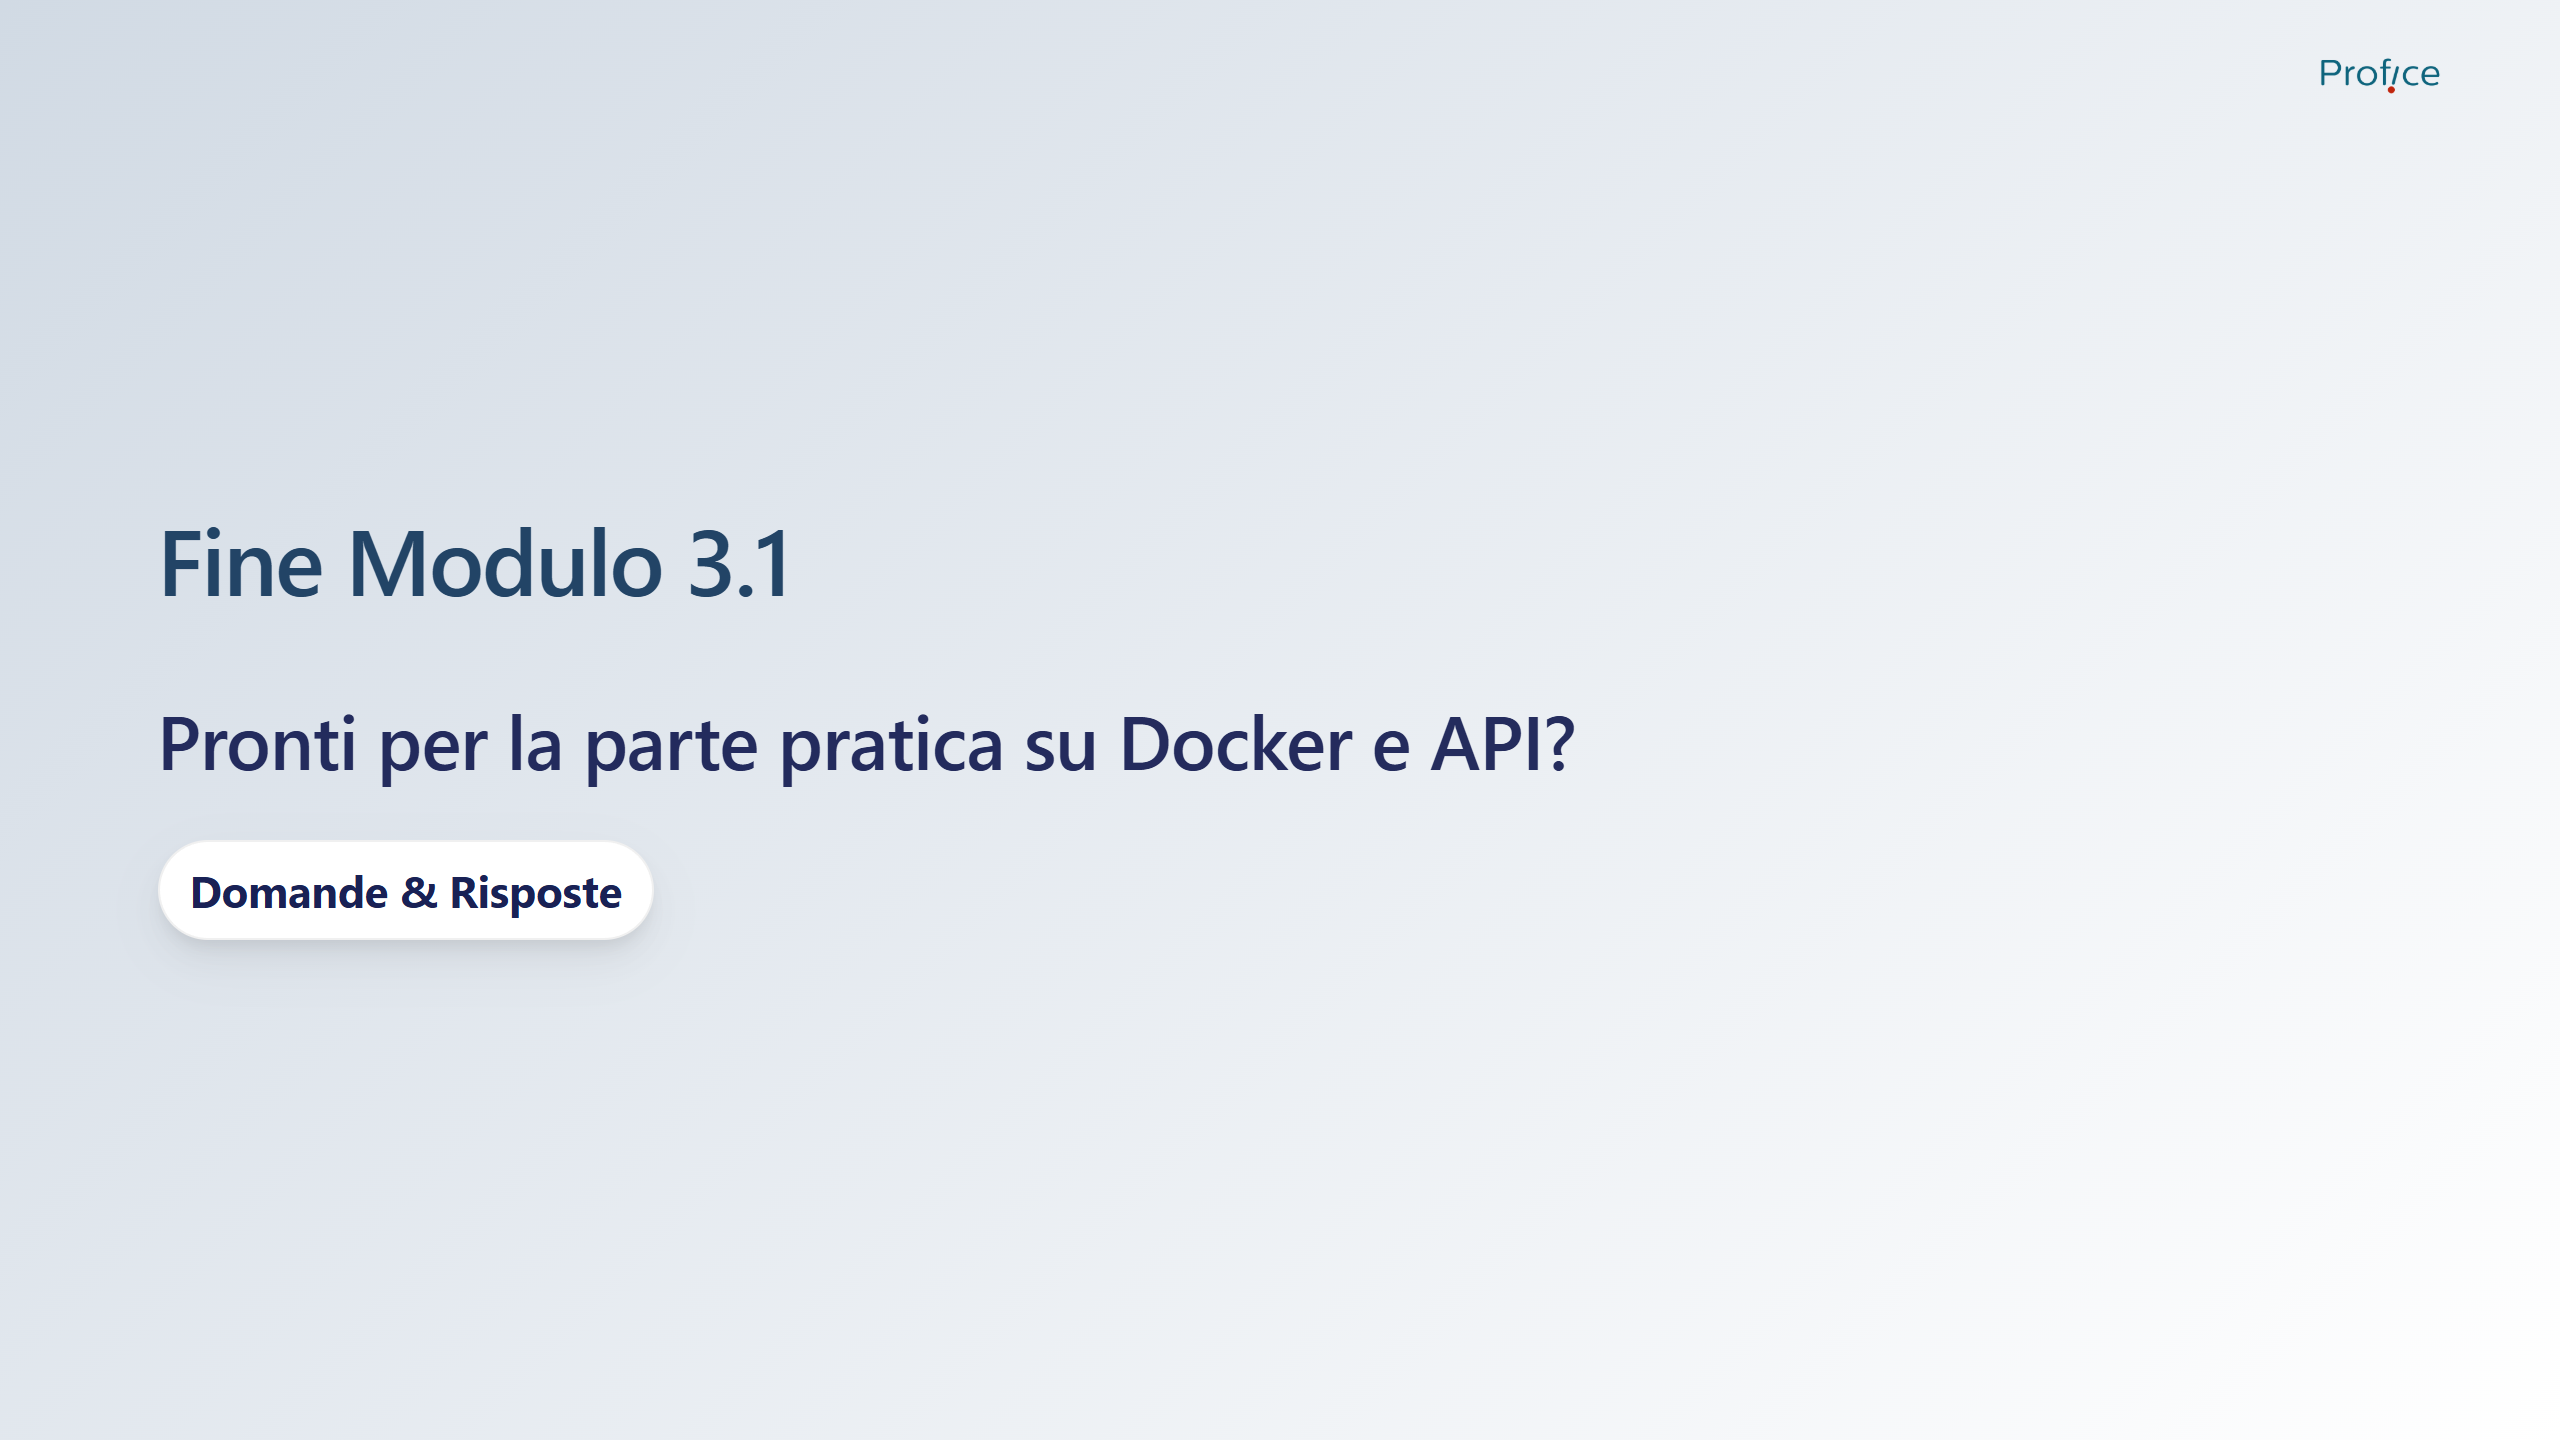 Profice
Fine Modulo 3.1
Pronti per la parte pratica su Docker e API?
Domande & Risposte